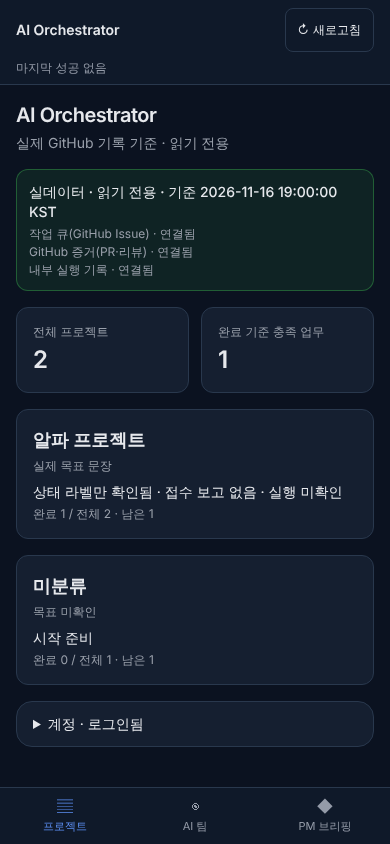 AI Orchestrator
↻ 새로고침
마지막 성공 없음
AI Orchestrator
실제 GitHub 기록 기준 · 읽기 전용
실데이터 · 읽기 전용 · 기준 2026-11-16 19:00:00
KST
작업 큐(GitHub Issue) · 연결됨
GitHub 증거(PR·리뷰) · 연결됨
내부 실행 기록 · 연결됨
전체 프로젝트
2
완료 기준 충족 업무
1
알파 프로젝트
실제 목표 문장
상태 라벨만 확인됨 · 접수 보고 없음 · 실행 미확인
완료 1 / 전체 2 · 남은 1
미분류
목표 미확인
시작 준비
완료 0 / 전체 1 · 남은 1
▶ 계정 · 로그인됨
프로젝트
AI 팀
PM 브리핑